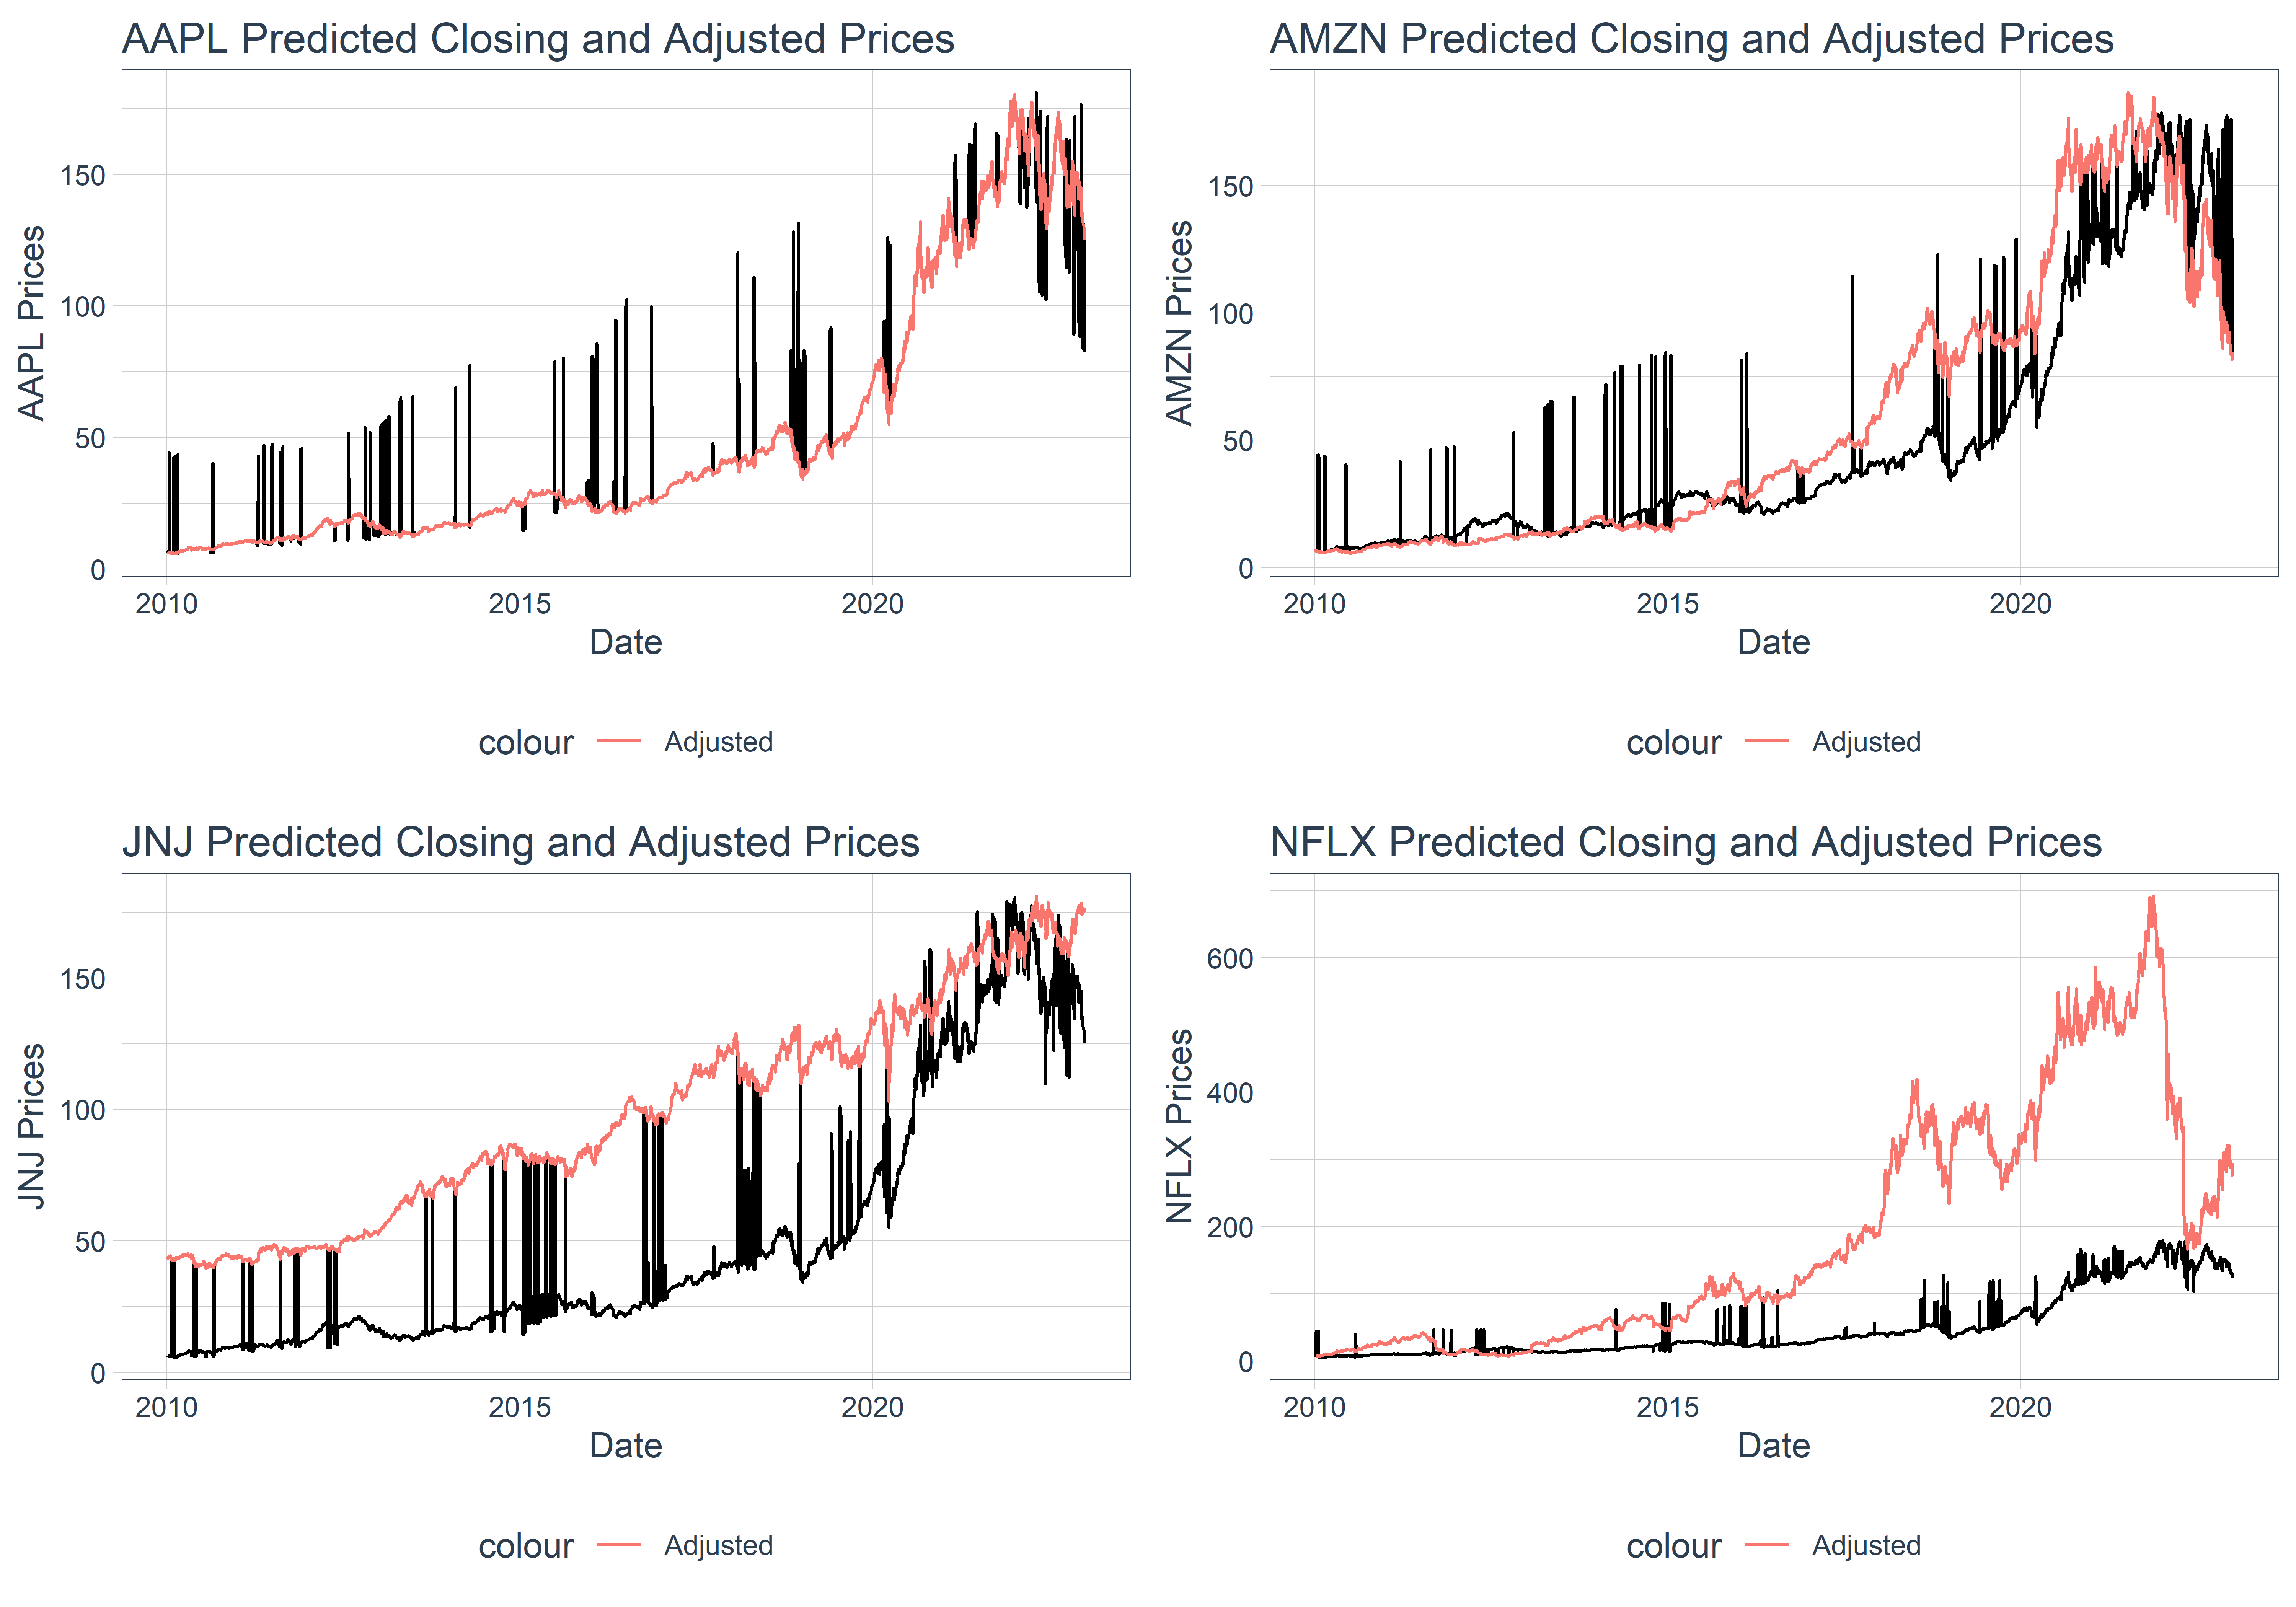 AAPL Predicted Closing and Adjusted Prices
AAPL Prices
150
100
50
0
2010 2015 2020
Date
colour Adjusted
AMZN Predicted Closing and Adjusted Prices
AMZN Prices
150
100
50
0
2010 2015 2020
Date
colour Adjusted
JNJ Predicted Closing and Adjusted Prices
JNJ Prices
150
100
50
0
2010 2015 2020
Date
colour Adjusted
NFLX Predicted Closing and Adjusted Prices
NFLX Prices
600
400
200
0
2010 2015 2020
Date
colour Adjusted